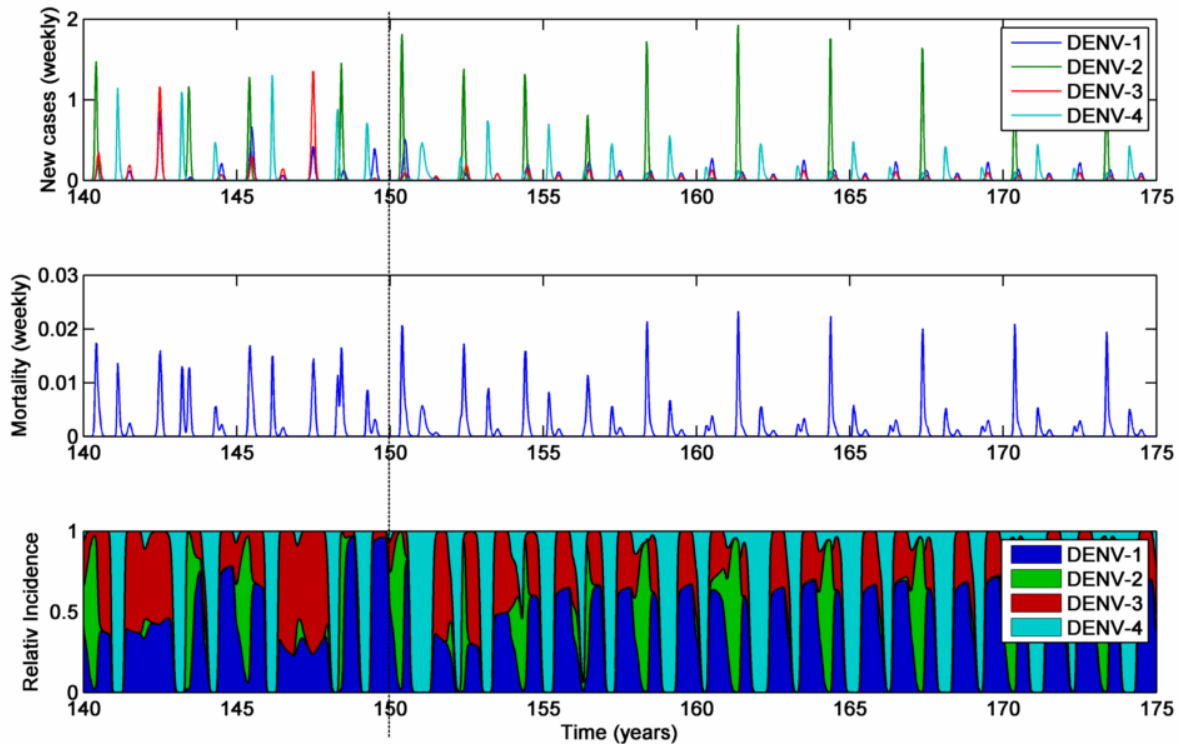 New cases (weekly)
2
1
0
DENV-1
DENV-2
DENV-3
DENV-4
140 145 150 155 160 165 170 175
Mortality (weekly)
0.03
0.02
0.01
0
140 145 150 155 160 165 170 175
Relativ Incidence
1
0.5
0
DENV-1
DENV-2
DENV-3
DENV-4
140 145 150 155 160 165 170 175
Time (years)